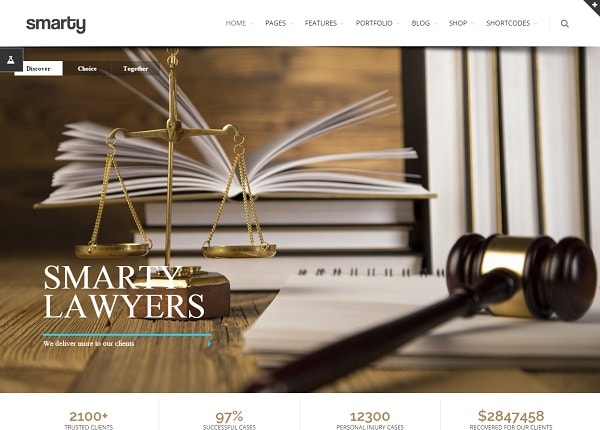 smarty
HOME PAGES FEATURES PORTFOLIO BLOG SHOP SHORTCODES
Discover Choice Together
SMARTY
LAWYERS
We deliver more to our clients
2100+ 97% 12300 $2847458
TRUSTED CLIENTS SUCCESSFUL CASES PERSONAL INJURY CASES RECOVERED FOR OUR CLIENTS